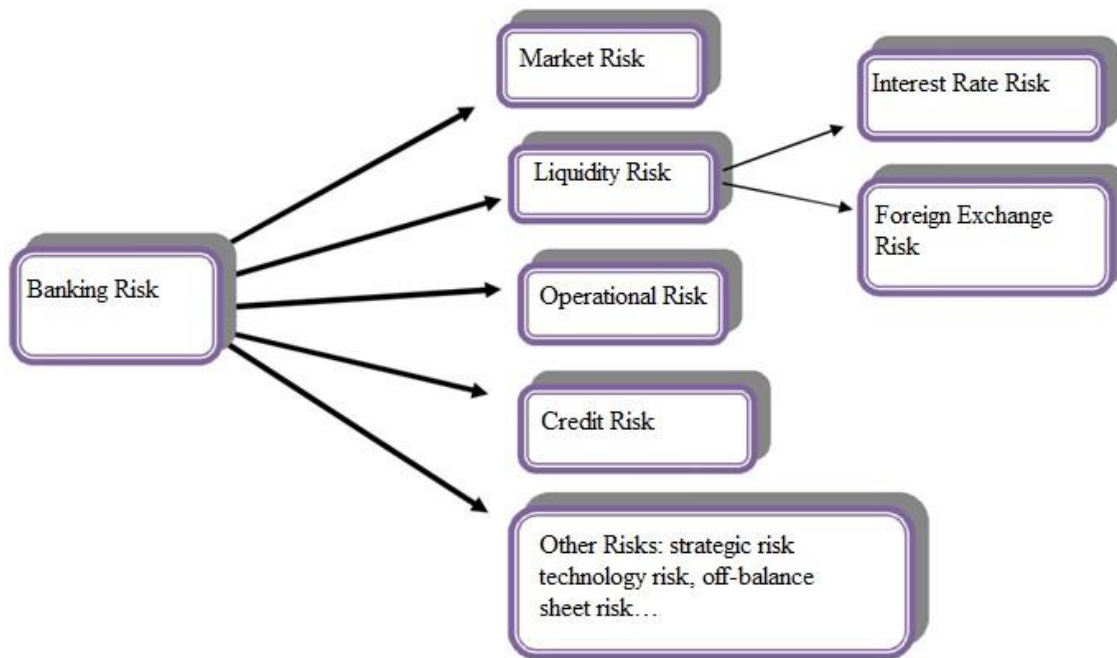 Market Risk
Interest Rate Risk
Liquidity Risk
Foreign Exchange
Risk
Banking Risk
Operational Risk
Credit Risk
Other Risks: strategic risk
technology risk, off-balance
sheet risk…